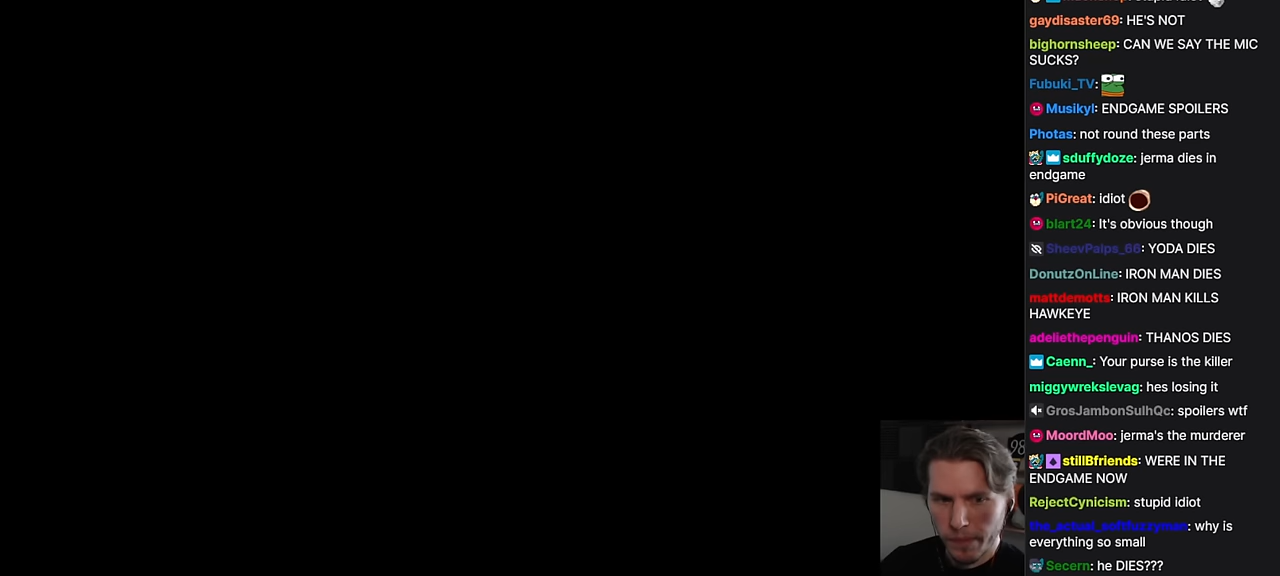 gaydisaster69: HE'S NOT
bighornsheep: CAN WE SAY THE MIC
SUCKS?
Fubuki_TV:
Musikyl: ENDGAME SPOILERS
Photas: not round these parts
sduffydoze: jerma dies in
endgame
PiGreat: idiot
blart24: It's obvious though
SheevPalps_66: YODA DIES
DonutzOnLine: IRON MAN DIES
mattdemotts: IRON MAN KILLS
HAWKEYE
adeliethepenguin: THANOS DIES
Caenn_: Your purse is the killer
miggywrekslevag: hes losing it
GrosJambonSulhQc: spoilers wtf
MoordMoo: jerma's the murderer
98
stillBfriends: WERE IN THE
ENDGAME NOW
RejectCynicism: stupid idiot
the_actual_softfuzzyman: why is
everything so small
Secern: he DIES???